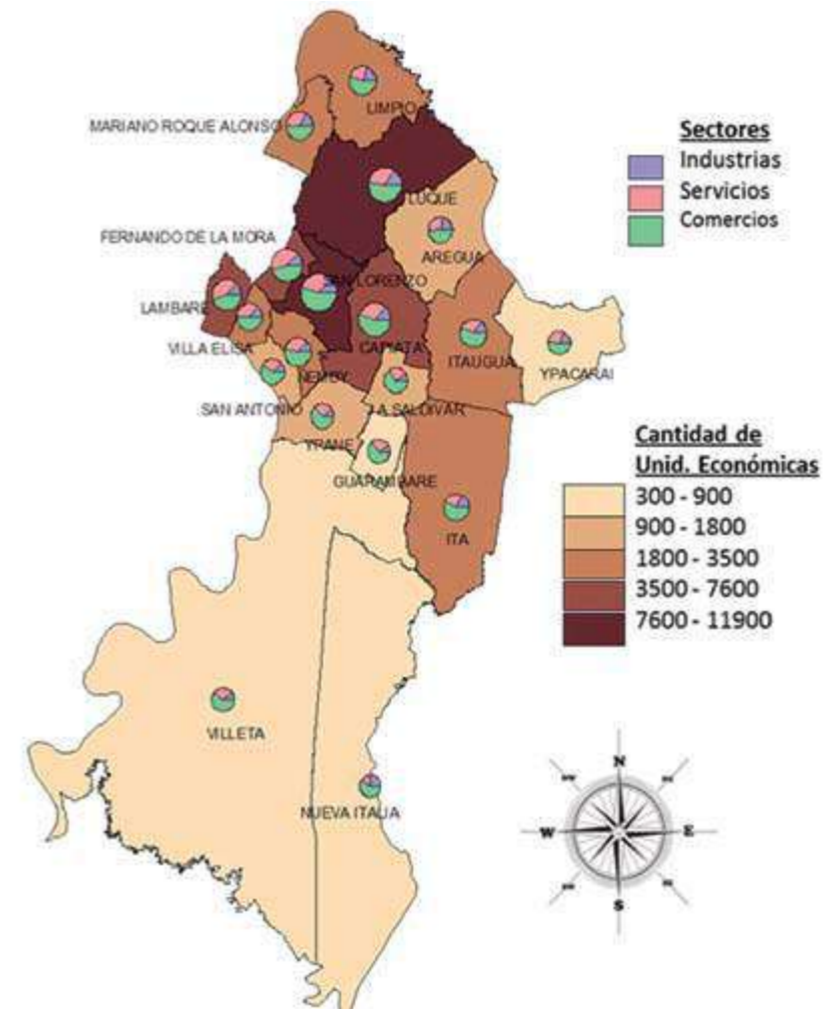 LIMPIO
MARIANO ROQUE ALONSO
LUQUE
FERNANDO DE LA MORA
AREGUA
SAN LORENZO
LAMBARE
VILLA ELISA
CAPIATA
ITAUGUA
YPACARAI
ÑEMBY
SAN ANTONIO
J A SALDIVAR
YPANE
GUARAMBARE
ITA
VILLETA
NUEVA ITALIA
Sectores
Industrias
Servicios
Comercios
Cantidad de
Unid. Económicas
300 - 900
900 - 1800
1800 - 3500
3500 - 7600
7600 - 11900
N
W
E
S